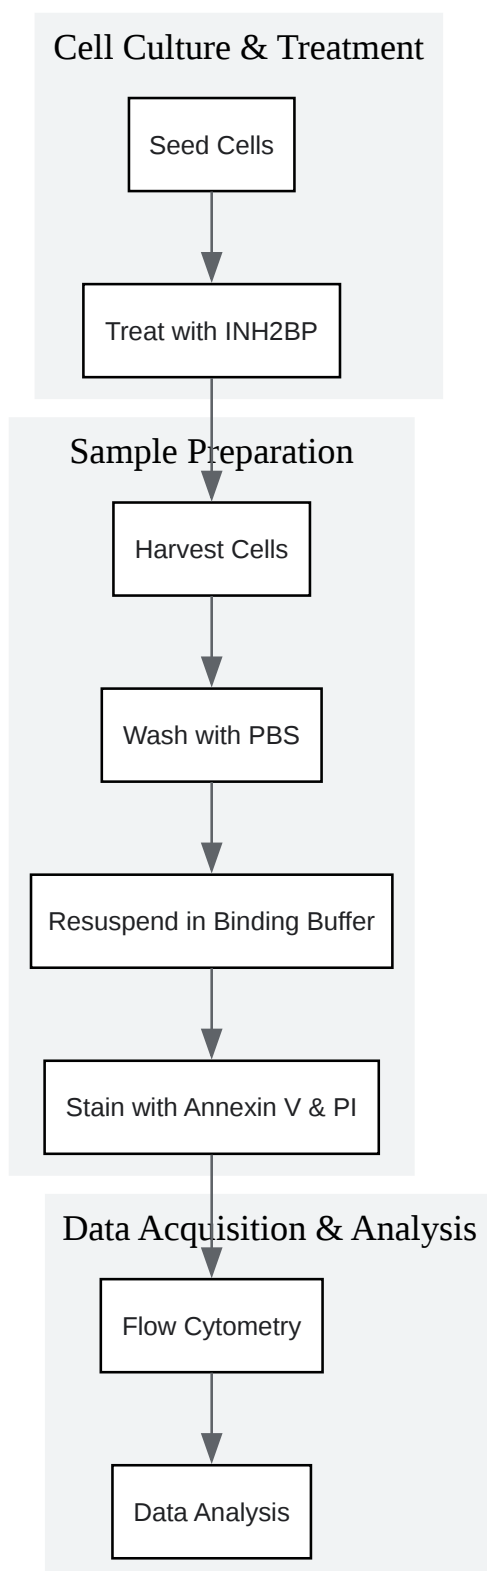 Cell Culture & Treatment
Seed Cells
Treat with INH2BP
Sample Preparation
Harvest Cells
Wash with PBS
Resuspend in Binding Buffer
Stain with Annexin V & PI
Data Acquisition & Analysis
Flow Cytometry
Data Analysis